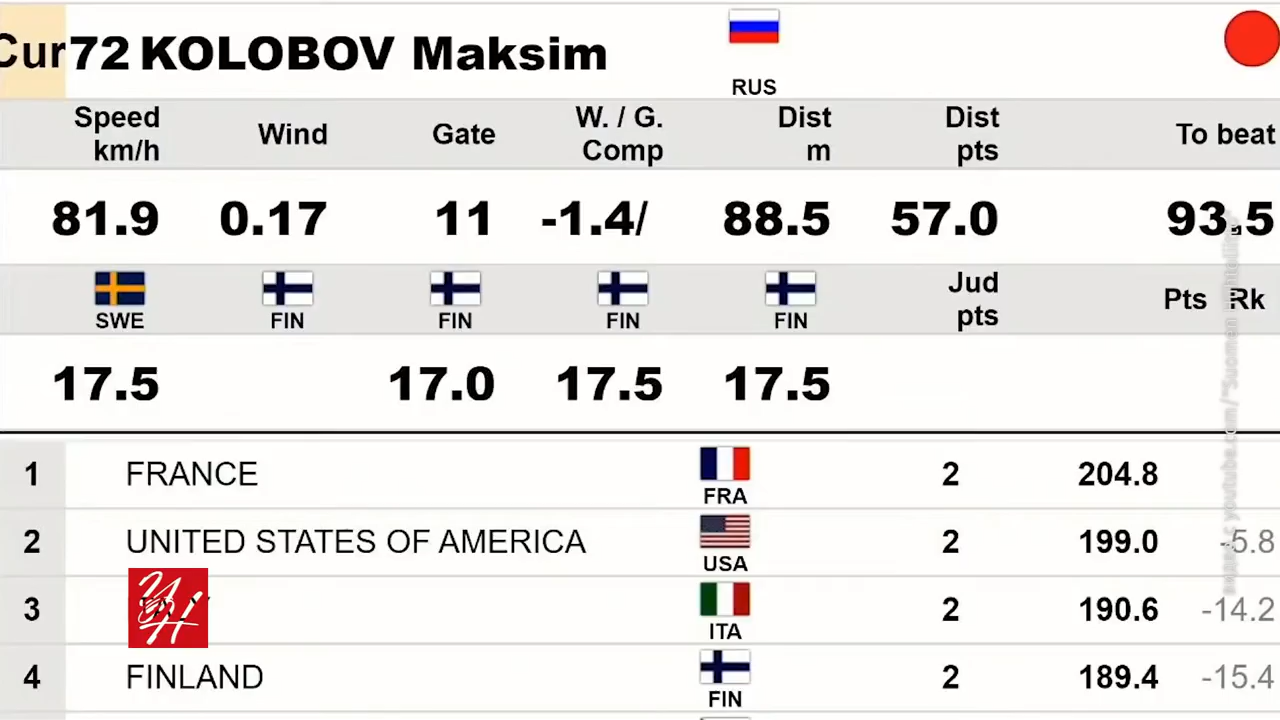 Cur 72 KOLOBOV Maksim RUS
Speed km/h Wind Gate W. / G. Comp Dist m Dist pts To beat
81.9 0.17 11 -1.4/ 88.5 57.0 93.5
SWE FIN FIN FIN FIN Jud pts Pts Rk
17.5 17.0 17.5 17.5
1 FRANCE FRA 2 204.8
2 UNITED STATES OF AMERICA USA 2 199.0 -5.8
3 ITA 2 190.6 -14.2
4 FINLAND FIN 2 189.4 -15.4